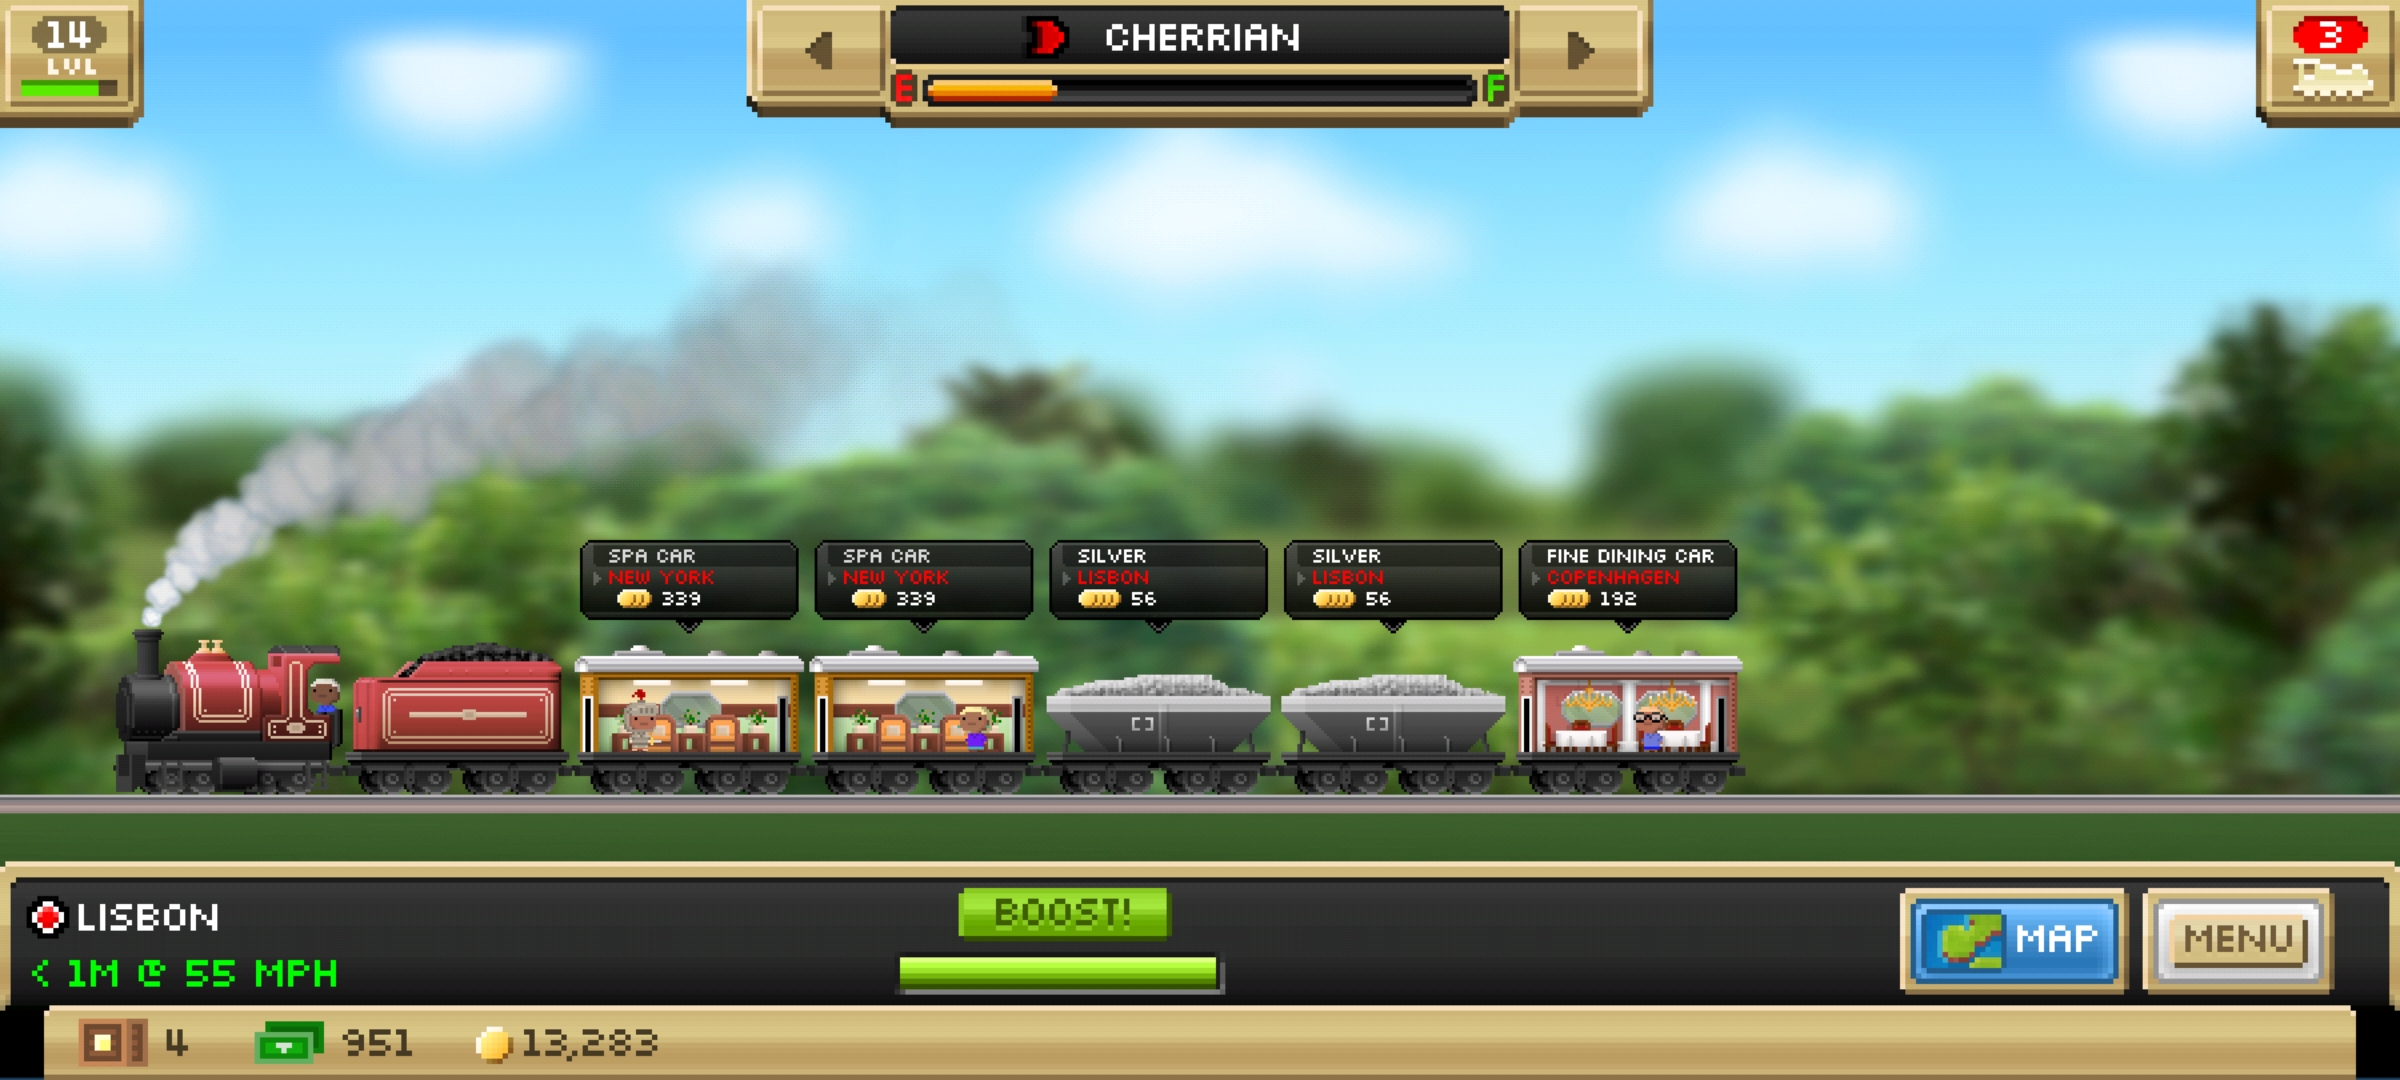 14
LVL
CHERRIAN
E F
3
SPA CAR
NEW YORK
339
SPA CAR
NEW YORK
339
SILVER
LISBON
56
SILVER
LISBON
56
FINE DINING CAR
COPENHAGEN
192
LISBON
< 1M @ 55 MPH
BOOST!
MAP
MENU
4
951
13,283